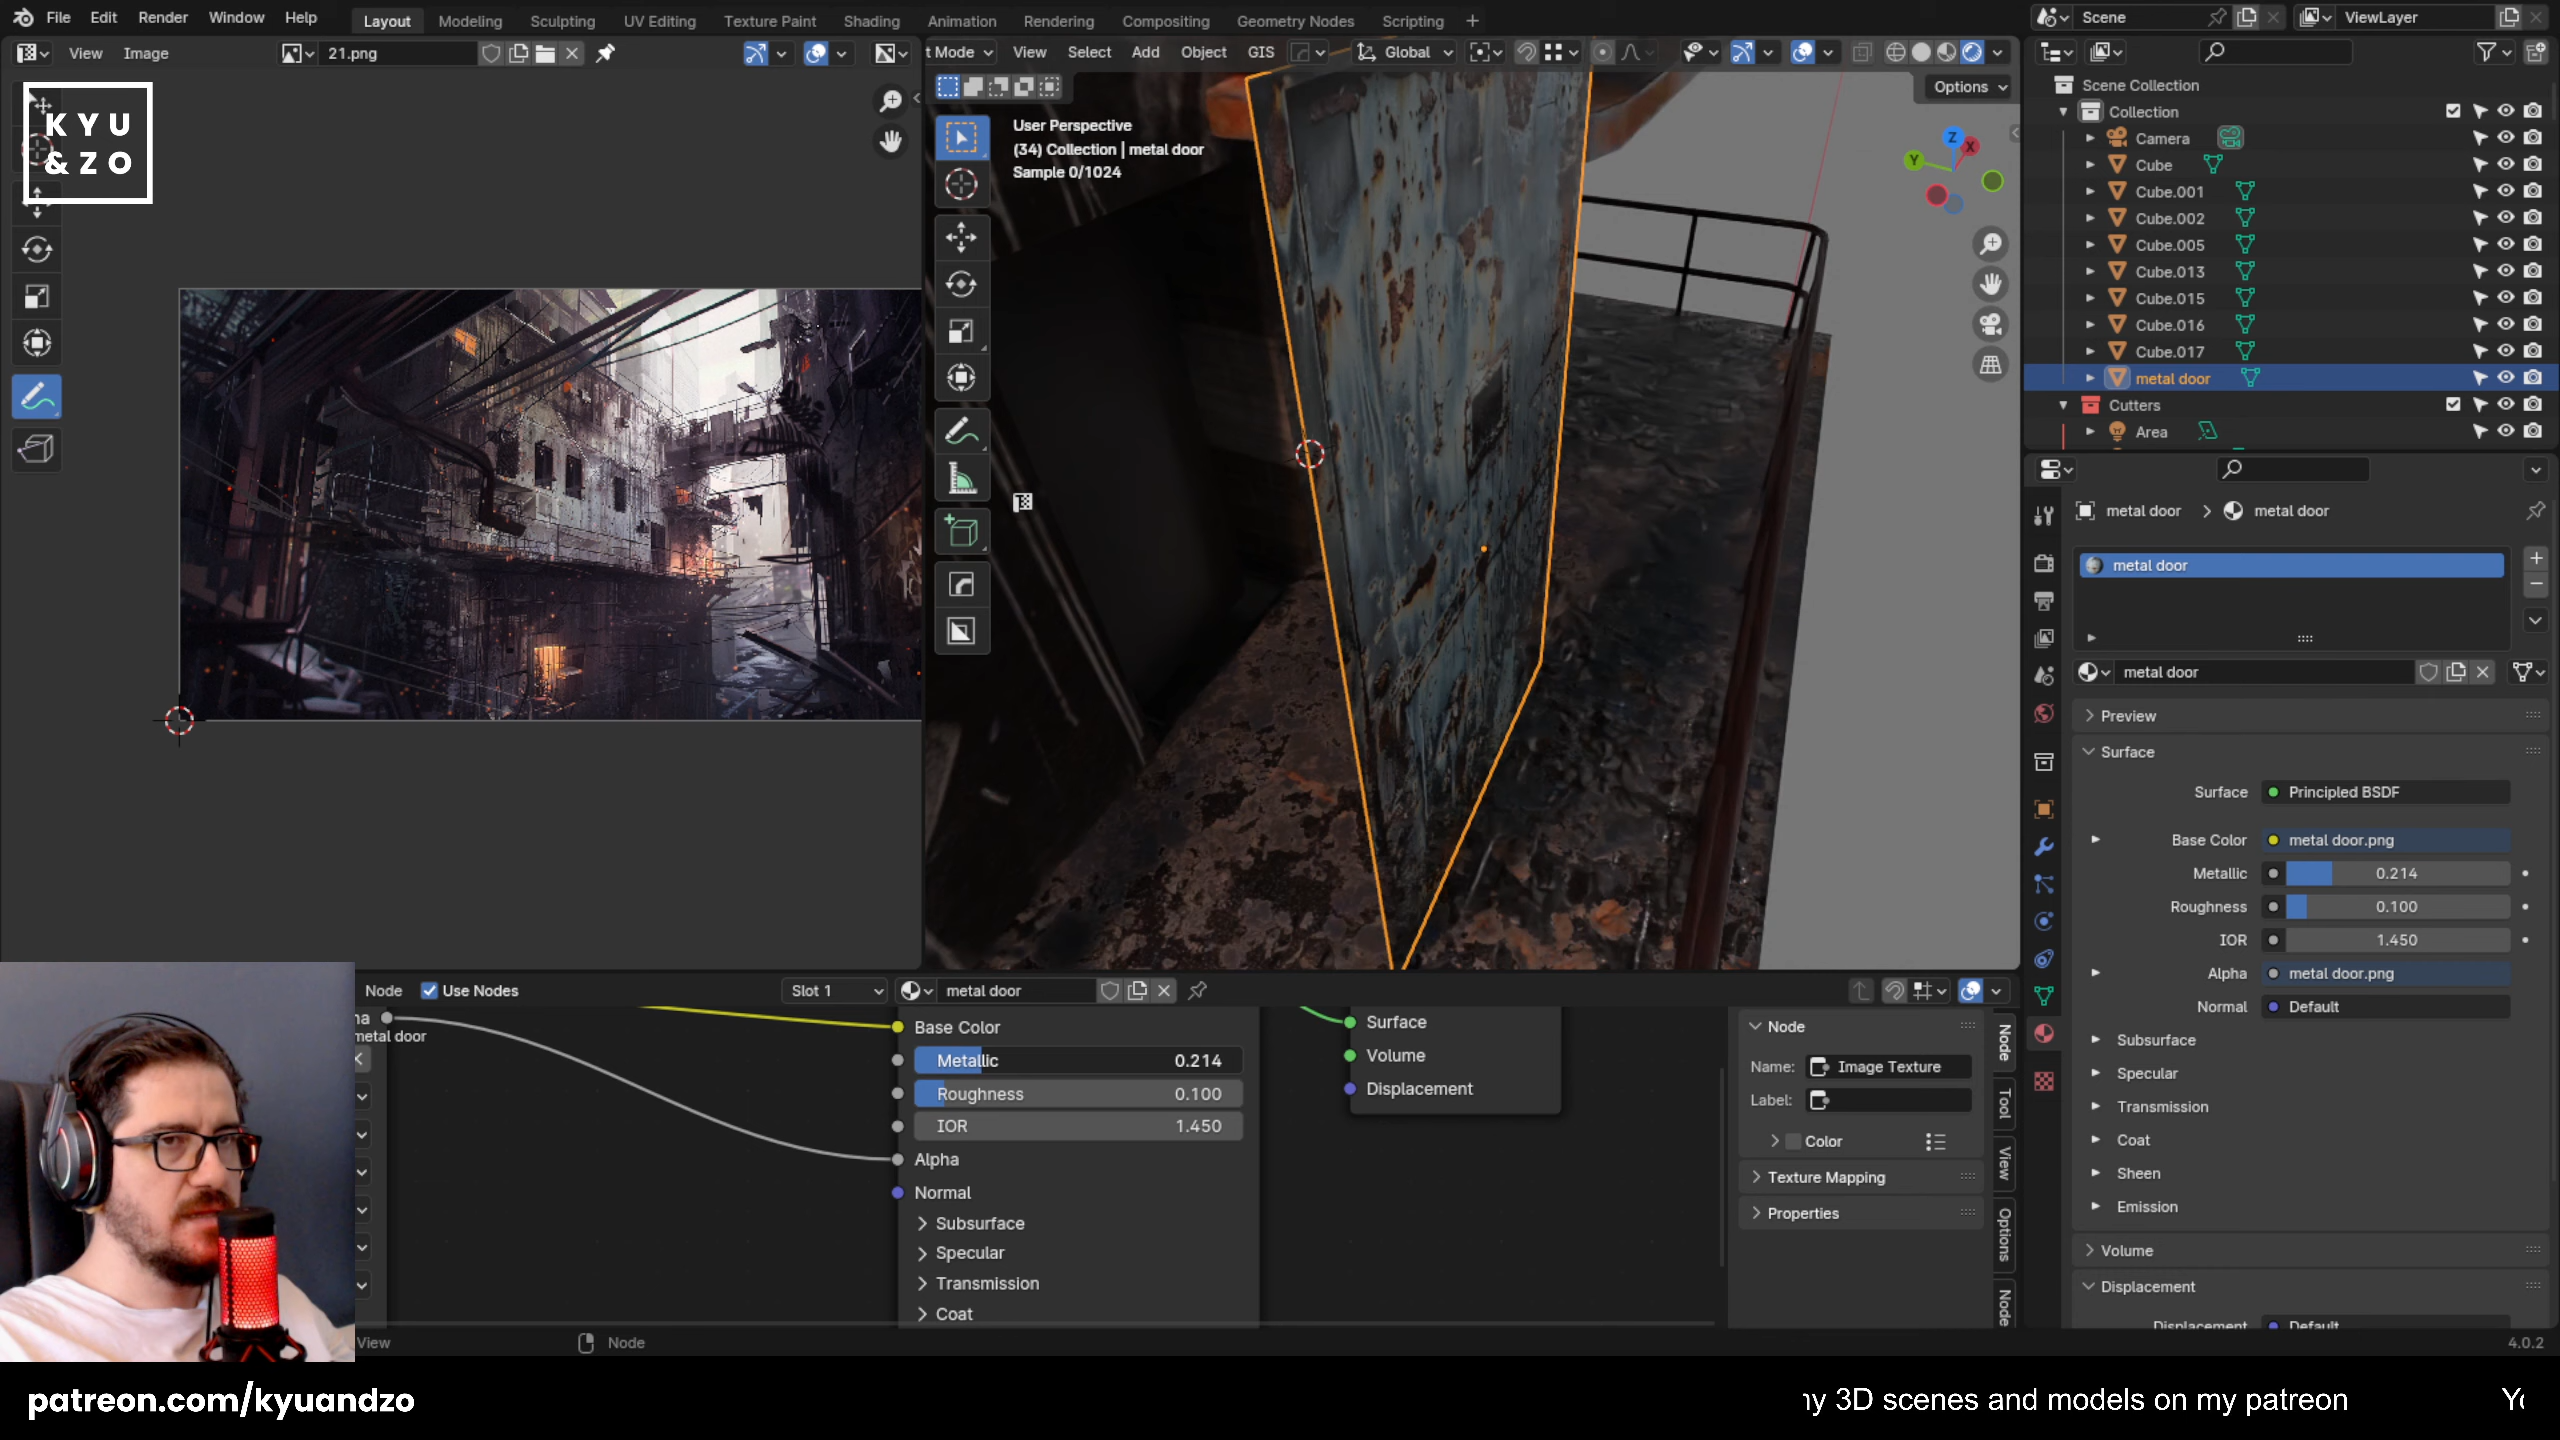 File Edit Render Window Help
Layout Modeling Sculpting UV Editing Texture Paint Shading Animation Rendering Compositing Geometry Nodes Scripting +
Scene
ViewLayer
View Image
21.png
t Mode View Select Add Object GIS
Global
Options
KYU
&ZO
User Perspective
(34) Collection | metal door
Sample 0/1024
Z
X
Y
Scene Collection
Collection
Camera
Cube
Cube.001
Cube.002
Cube.005
Cube.013
Cube.015
Cube.016
Cube.017
metal door
Cutters
Area
metal door > metal door
metal door
metal door
Preview
Surface
Surface Principled BSDF
Base Color metal door.png
Metallic 0.214
Roughness 0.100
IOR 1.450
Alpha metal door.png
Normal Default
Subsurface
Specular
Transmission
Coat
Sheen
Emission
Volume
Displacement
Displacement Default
Node Use Nodes
Slot 1
metal door
metal door
Base Color
Metallic 0.214
Roughness 0.100
IOR 1.450
Alpha
Normal
Subsurface
Specular
Transmission
Coat
Surface
Volume
Displacement
Node
Name: Image Texture
Label:
Color
Texture Mapping
Properties
Node
Tool
View
Options
Node
View
Node
4.0.2
patreon.com/kyuandzo
3D scenes and models on my patreon